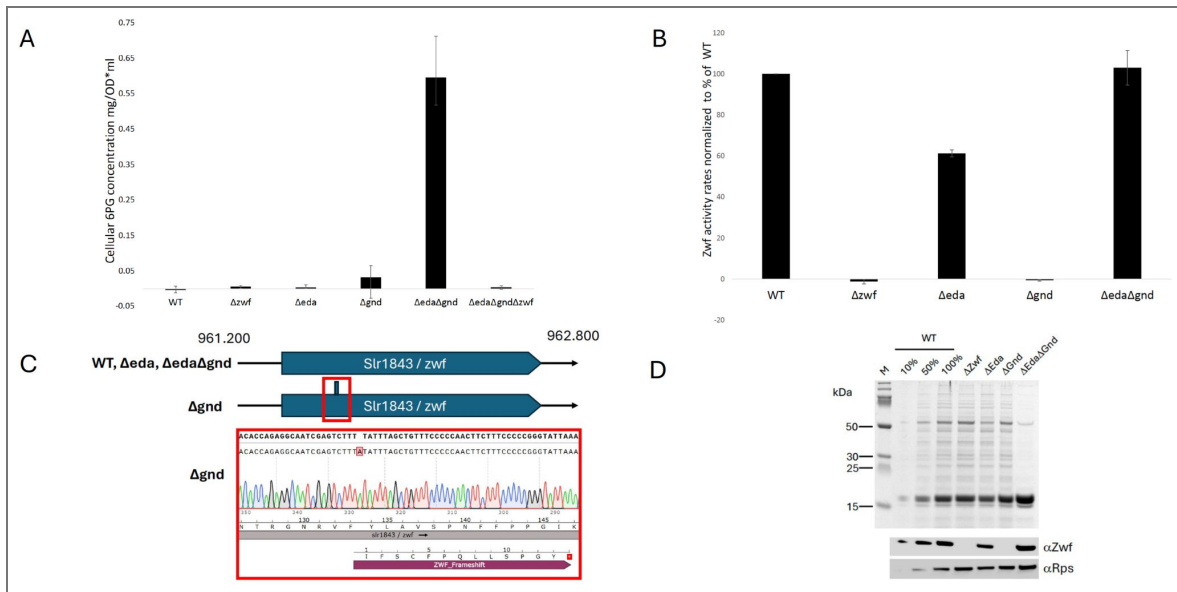 A
Cellular 6PG concentration mg/OD*ml
0.75
0.65
0.55
0.45
0.35
0.25
0.15
0.05
-0.05
WT
Δzwf
Δeda
Δgnd
ΔedaΔgnd
ΔedaΔgndΔzwf
B
Zwf activity rates normalized to % of WT
120
100
80
60
40
20
0
-20
WT
Δzwf
Δeda
Δgnd
ΔedaΔgnd
C
961.200
962.800
WT, Δeda, ΔedaΔgnd
Slr1843 / zwf
Δgnd
Slr1843 / zwf
ACACCAGAGGCAATCGAGTCTTT TATTTAGCTGTTTCCCCCAACTTCTTTCCCCCGGGTATTAAA
ACACCAGAGGCAATCGAGTCTTTATATTTAGCTGTTTCCCCCAACTTCTTTCCCCCGGGTATTAAA
Δgnd
130 135 140 145
N T R G N R V F Y L A V S P N F F P P G I K
slr1843 / zwf
1 5 10
I F S C F P Q L L S P G Y *
ZWF_Frameshift
D
WT
M 10% 50% 100% ΔZwf ΔEda ΔGnd ΔEdaΔGnd
kDa
50
30
25
15
αZwf
αRps